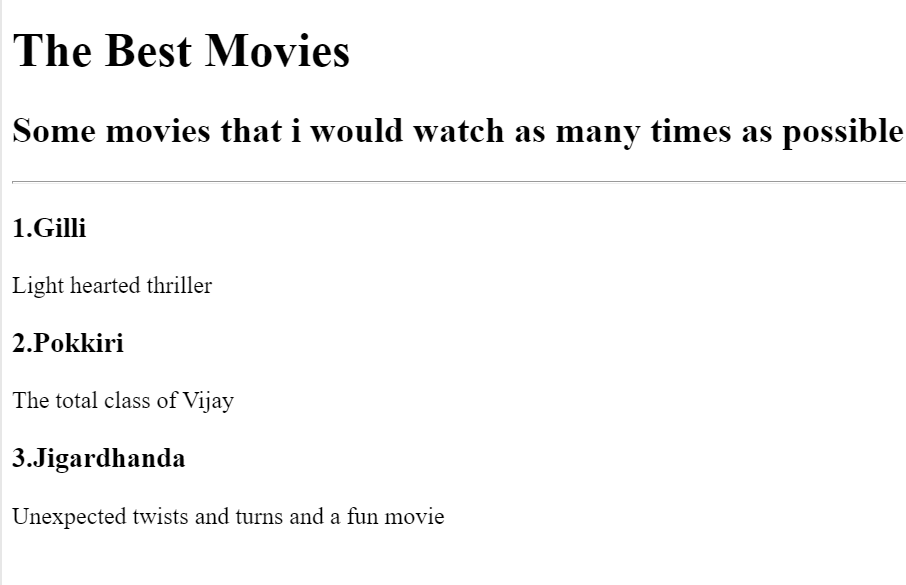 The Best Movies
Some movies that i would watch as many times as possible
1.Gilli
Light hearted thriller
2.Pokkiri
The total class of Vijay
3.Jigardhanda
Unexpected twists and turns and a fun movie